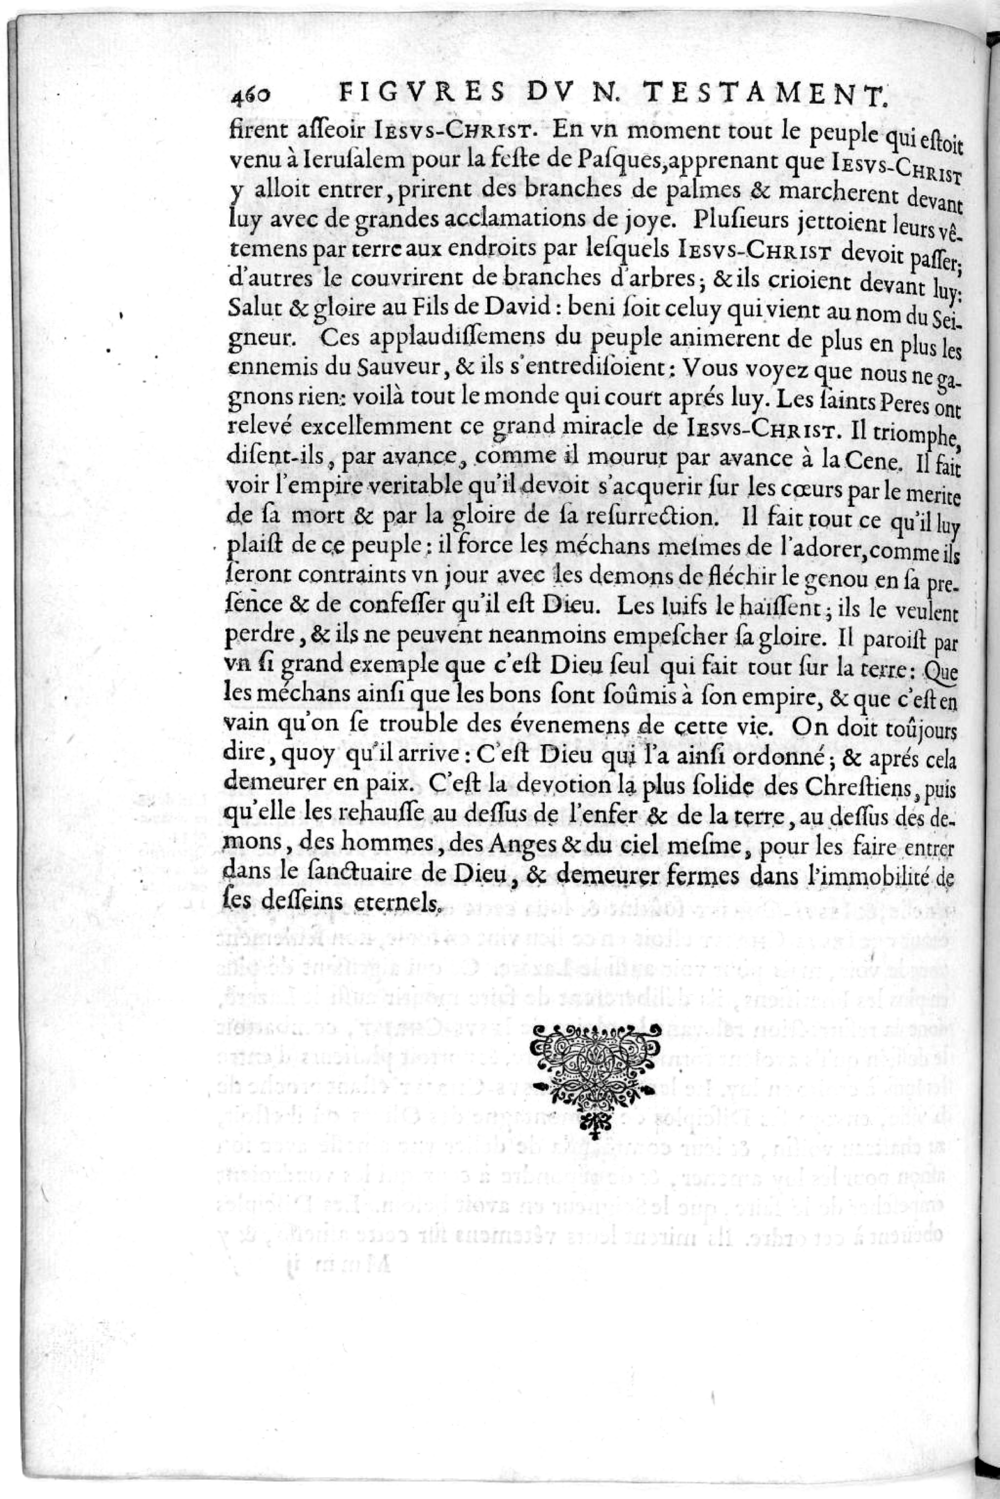 460 FIGVRES DV N. TESTAMENT.
firent aſſeoir IESVS-CHRIST. En vn moment tout le peuple qui eſtoit
venu à Ieruſalem pour la feſte de Paſques,apprenant que IESVS-CHRIST
y alloit entrer, prirent des branches de palmes & marcherent devant
luy avec de grandes acclamations de joye. Pluſieurs jettoient leurs vê-
temens par terre aux endroits par leſquels IESVS-CHRIST devoit paſſer;
d'autres le couvrirent de branches d'arbres; & ils crioient devant luy:
Salut & gloire au Fils de David : beni ſoit celuy qui vient au nom du Sei-
gneur. Ces applaudiſſemens du peuple animerent de plus en plus les
ennemis du Sauveur, & ils s'entrediſoient: Vous voyez que nous ne ga-
gnons rien: voilà tout le monde qui court aprés luy. Les ſaints Peres ont
relevé excellemment ce grand miracle de IESVS-CHRIST. Il triomphe,
diſent-ils, par avance, comme il mourut par avance à la Cene. Il fait
voir l'empire veritable qu'il devoit s'acquerir ſur les cœurs par le merite
de ſa mort & par la gloire de ſa reſurrection. Il fait tout ce qu'il luy
plaiſt de ce peuple : il force les méchans meſmes de l'adorer, comme ils
ſeront contraints vn jour avec les demons de fléchir le genou en ſa pre-
ſence & de confeſſer qu'il eſt Dieu. Les Iuifs le haïſſent ; ils le veulent
perdre, & ils ne peuvent neanmoins empeſcher ſa gloire. Il paroiſt par
vn ſi grand exemple que c'eſt Dieu ſeul qui fait tout ſur la terre : Que
les méchans ainſi que les bons ſont ſoûmis à ſon empire, & que c'eſt en
vain qu'on ſe trouble des évenemens de cette vie. On doit toûjours
dire, quoy qu'il arrive : C'eſt Dieu qui l'a ainſi ordonné ; & aprés cela
demeurer en paix. C'eſt la devotion la plus ſolide des Chreſtiens, puis
qu'elle les rehauſſe au deſſus de l'enfer & de la terre, au deſſus des de-
mons, des hommes, des Anges & du ciel meſme, pour les faire entrer
dans le ſanctuaire de Dieu, & demeurer fermes dans l'immobilité de
ſes deſſeins eternels.